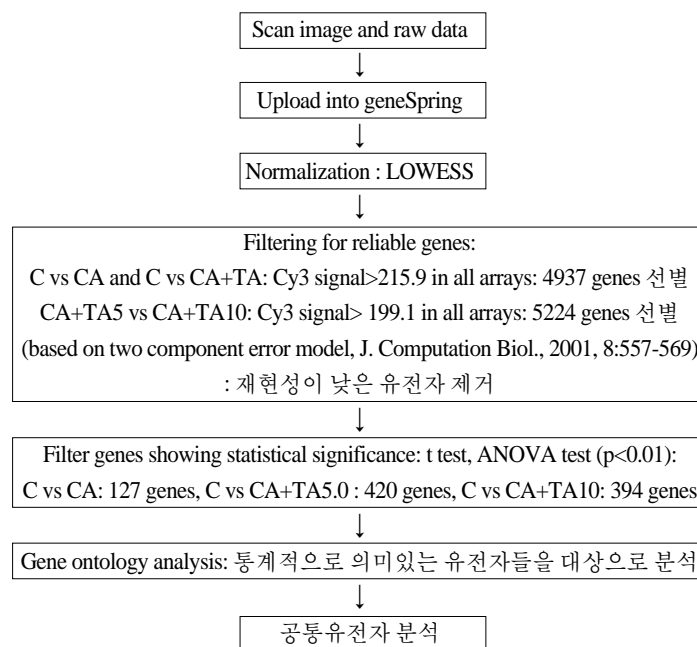 Scan image and raw data
↓
Upload into geneSpring
↓
Normalization : LOWESS
↓
Filtering for reliable genes:
C vs CA and C vs CA+TA: Cy3 signal>215.9 in all arrays: 4937 genes 선별
CA+TA5 vs CA+TA10: Cy3 signal> 199.1 in all arrays: 5224 genes 선별
(based on two component error model, J. Computation Biol., 2001, 8:557-569)
: 재현성이 낮은 유전자 제거
↓
Filter genes showing statistical significance: t test, ANOVA test (p<0.01):
C vs CA: 127 genes, C vs CA+TA5.0 : 420 genes, C vs CA+TA10: 394 genes
↓
Gene ontology analysis: 통계적으로 의미있는 유전자들을 대상으로 분석
↓
공통유전자 분석